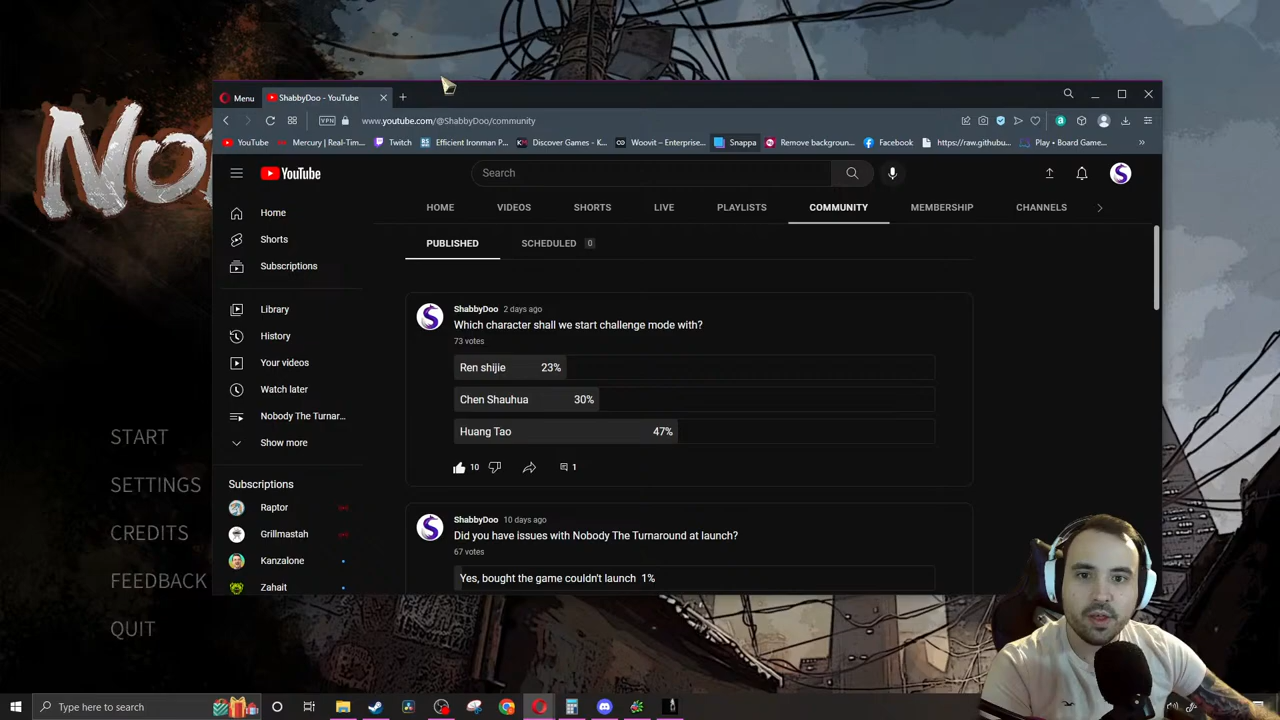 No
Menu
ShabbyDoo - YouTube
VPN
www.youtube.com/@ShabbyDoo/community
YouTube
Mercury | Real-Tim...
Twitch
Efficient Ironman P...
Discover Games - K...
Woovit – Enterprise...
Snappa
Remove backgroun...
Facebook
https://raw.githubu...
Play • Board Game...
YouTube
Search
HOME
VIDEOS
SHORTS
LIVE
PLAYLISTS
COMMUNITY
MEMBERSHIP
CHANNELS
PUBLISHED
SCHEDULED 0
Home
Shorts
Subscriptions
Library
History
Your videos
Watch later
Nobody The Turnar...
Show more
Subscriptions
Raptor
Grillmastah
Kanzalone
Zahait
ShabbyDoo 2 days ago
Which character shall we start challenge mode with?
73 votes
Ren shijie 23%
Chen Shauhua 30%
Huang Tao 47%
10
1
ShabbyDoo 10 days ago
Did you have issues with Nobody The Turnaround at launch?
67 votes
Yes, bought the game couldn't launch 1%
START
SETTINGS
CREDITS
FEEDBACK
QUIT
Type here to search